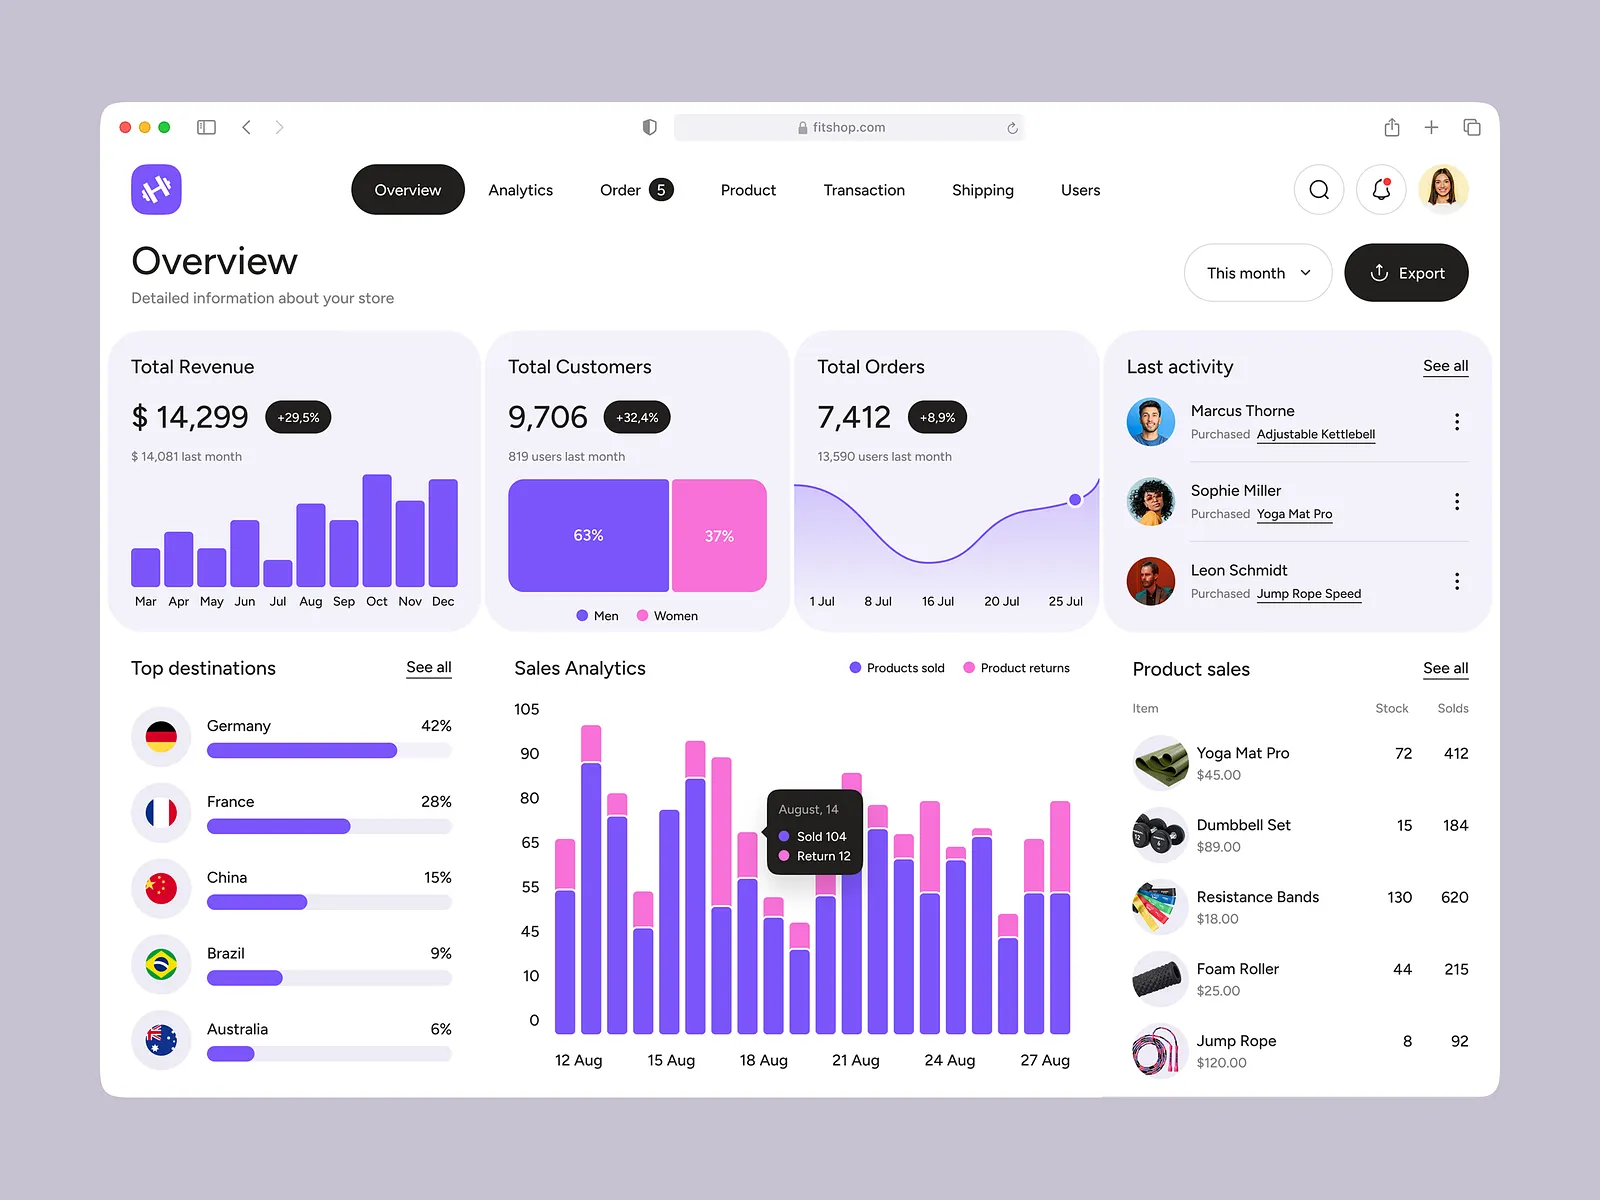 fitshop.com
Overview
Analytics
Order 5
Product
Transaction
Shipping
Users
Overview
Detailed information about your store
This month
Export
Total Revenue
$ 14,299 +29,5%
$ 14,081 last month
Mar Apr May Jun Jul Aug Sep Oct Nov Dec
Total Customers
9,706 +32,4%
819 users last month
63% 37%
Men Women
Total Orders
7,412 +8,9%
13,590 users last month
1 Jul 8 Jul 16 Jul 20 Jul 25 Jul
Last activity See all
Marcus Thorne
Purchased Adjustable Kettlebell
Sophie Miller
Purchased Yoga Mat Pro
Leon Schmidt
Purchased Jump Rope Speed
Top destinations See all
Germany 42%
France 28%
China 15%
Brazil 9%
Australia 6%
Sales Analytics Products sold Product returns
105
90
80
65
55
45
10
0
August, 14
Sold 104
Return 12
12 Aug 15 Aug 18 Aug 21 Aug 24 Aug 27 Aug
Product sales See all
Item Stock Solds
Yoga Mat Pro 72 412
$45.00
Dumbbell Set 15 184
$89.00
Resistance Bands 130 620
$18.00
Foam Roller 44 215
$25.00
Jump Rope 8 92
$120.00